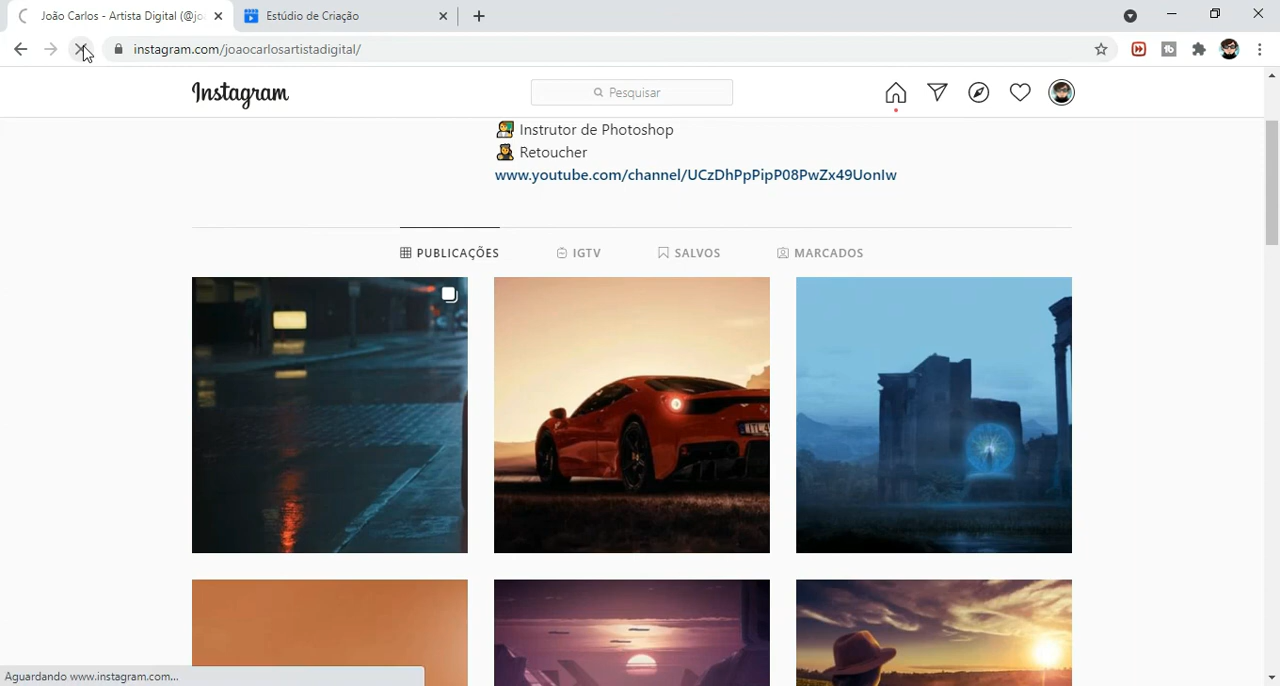 João Carlos - Artista Digital (@jo
Estúdio de Criação
instagram.com/joaocarlosartistadigital/
Instagram
Pesquisar
Instrutor de Photoshop
Retoucher
www.youtube.com/channel/UCzDhPpPipP08PwZx49UonIw
PUBLICAÇÕES
IGTV
SALVOS
MARCADOS
Aguardando www.instagram.com...